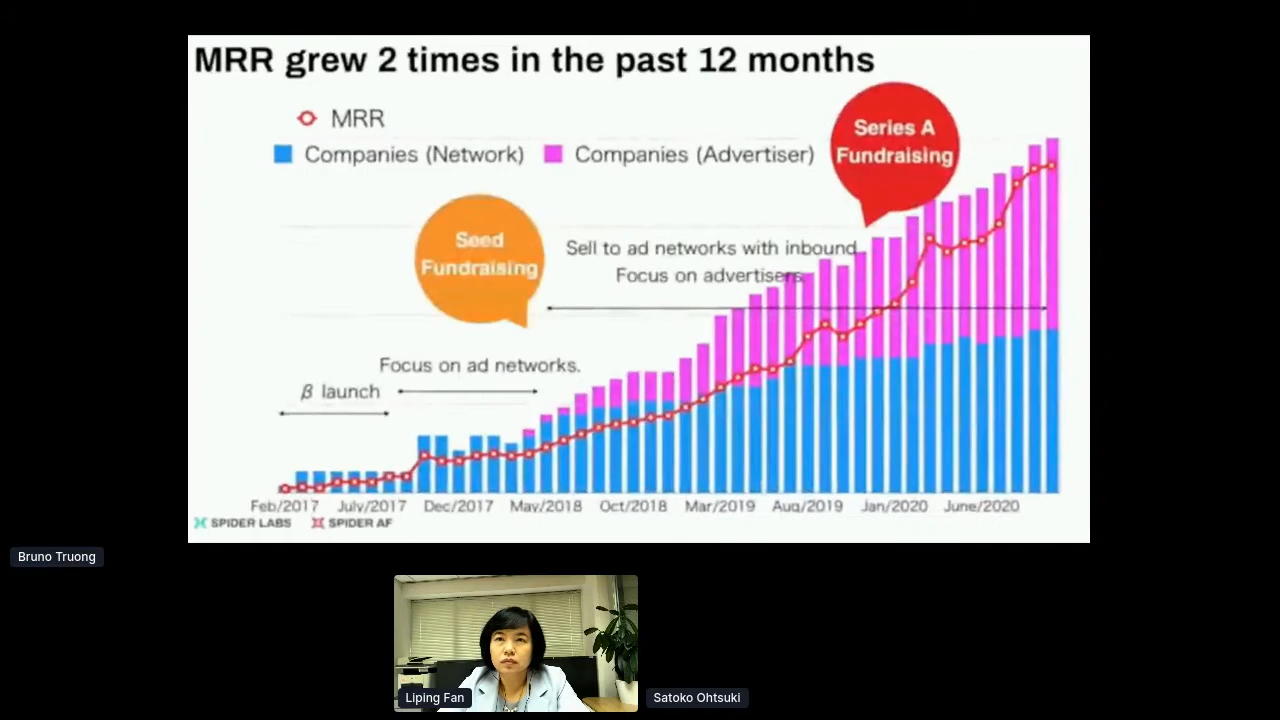 MRR grew 2 times in the past 12 months
MRR
Companies (Network)
Companies (Advertiser)
Series A
Fundraising
Seed
Fundraising
Sell to ad networks with inbound.
Focus on advertisers.
Focus on ad networks.
β launch
Feb/2017
July/2017
Dec/2017
May/2018
Oct/2018
Mar/2019
Aug/2019
Jan/2020
June/2020
SPIDER LABS
SPIDER AF
Bruno Truong
Liping Fan
Satoko Ohtsuki